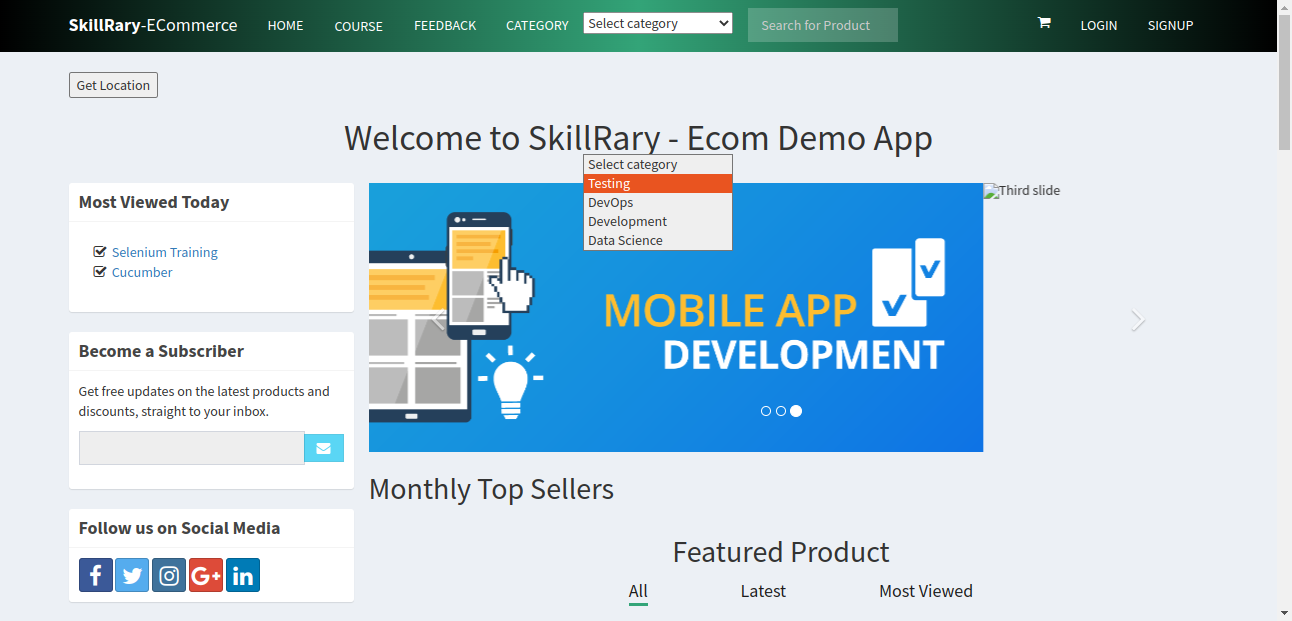 SkillRary-ECommerce HOME COURSE FEEDBACK CATEGORY Select category Search for Product LOGIN SIGNUP
Get Location
Welcome to SkillRary - Ecom Demo App
Select category
Testing
DevOps
Development
Data Science
Most Viewed Today
Selenium Training
Cucumber
Become a Subscriber
Get free updates on the latest products and
discounts, straight to your inbox.
Follow us on Social Media
f G+ in
MOBILE APP
DEVELOPMENT
Third slide
Monthly Top Sellers
Featured Product
All Latest Most Viewed